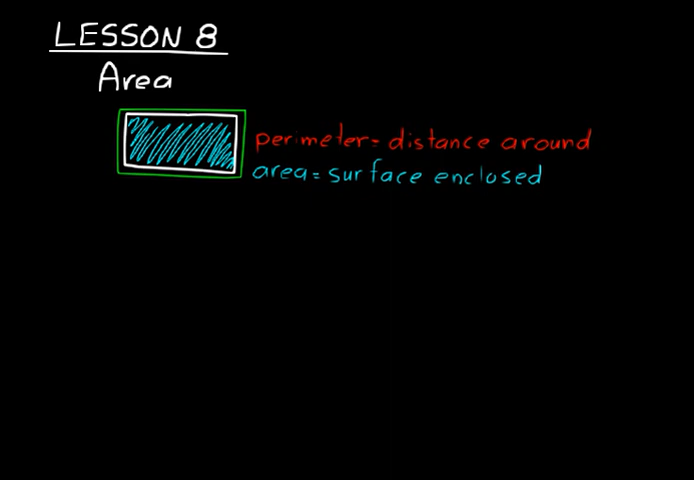 LESSON 8
Area
perimeter = distance around
area = surface enclosed